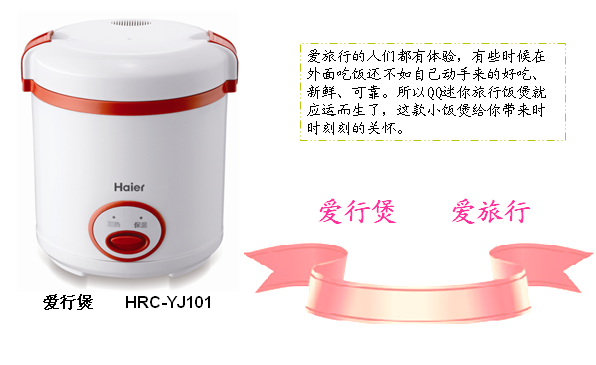 爱旅行的人们都有体验，有些时候在
外面吃饭还不如自己动手来的好吃、
新鲜、可靠。所以QQ迷你旅行饭煲就
应运而生了，这款小饭煲给你带来时
时刻刻的关怀。
Haier
加热 保温
爱行煲 爱旅行
爱行煲 HRC-YJ101